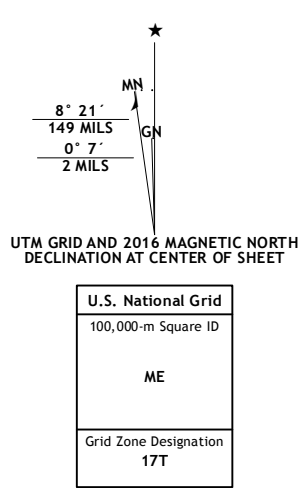 ★
MN
8° 21´
149 MILS
GN
0° 7´
2 MILS
UTM GRID AND 2016 MAGNETIC NORTH
DECLINATION AT CENTER OF SHEET
U.S. National Grid
100,000-m Square ID
ME
Grid Zone Designation
17T